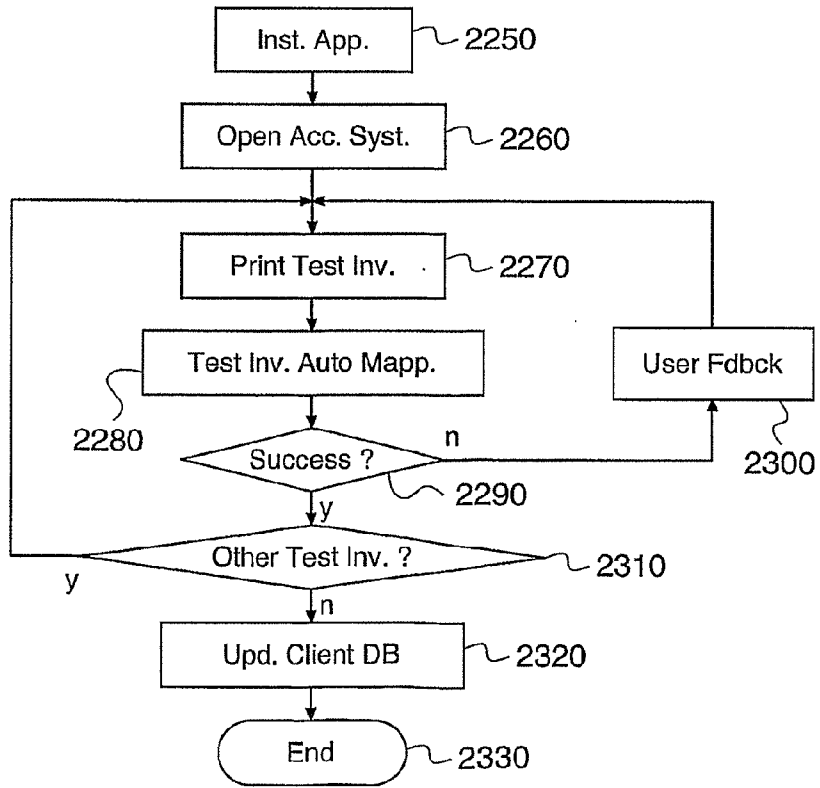 Inst. App.
2250
Open Acc. Syst.
2260
Print Test Inv.
2270
Test Inv. Auto Mapp.
2280
User Fdbck
2300
Success ?
n
2290
y
Other Test Inv. ?
2310
y
n
Upd. Client DB
2320
End
2330